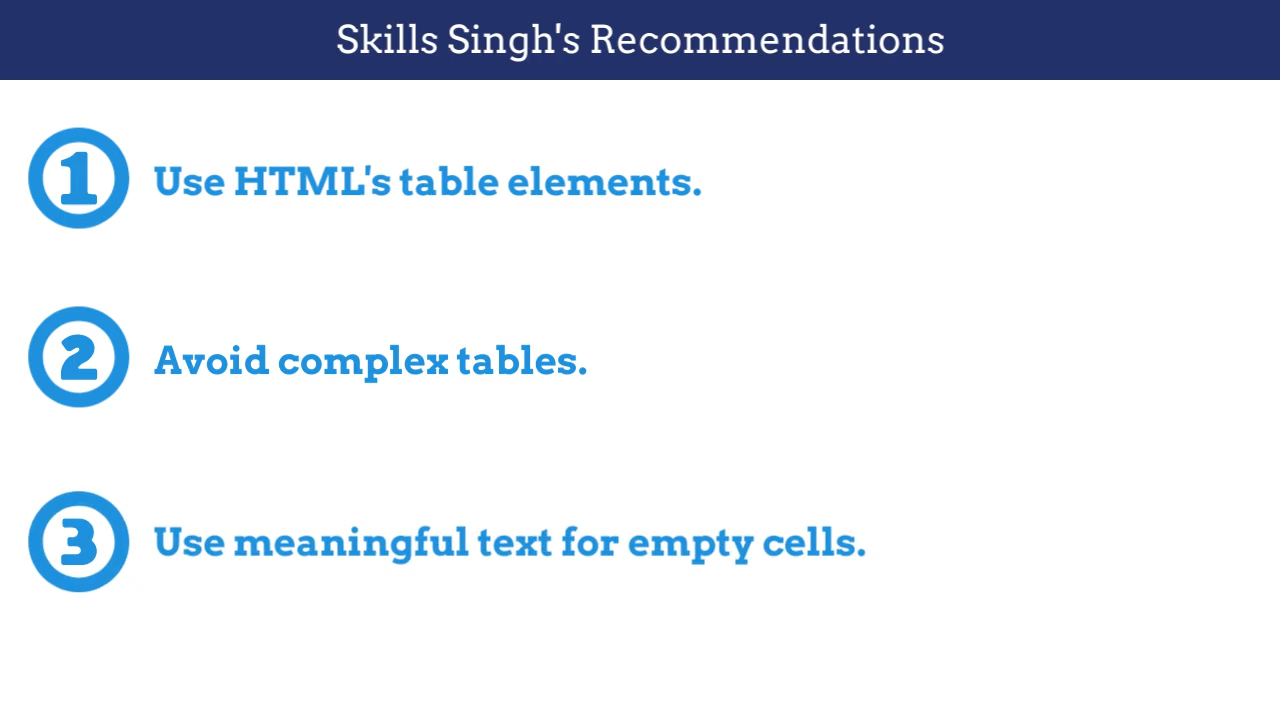 Skills Singh's Recommendations
1 Use HTML's table elements.
2 Avoid complex tables.
3 Use meaningful text for empty cells.